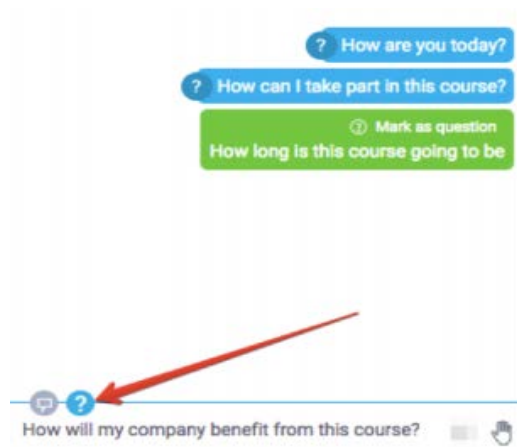 ? How are you today?
? How can I take part in this course?
? Mark as question
How long is this course going to be
?
How will my company benefit from this course?